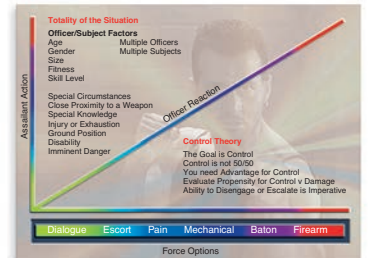 Totality of the Situation
Officer/Subject Factors
Age Multiple Officers
Gender Multiple Subjects
Size
Fitness
Skill Level
Special Circumstances
Close Proximity to a Weapon
Special Knowledge
Injury or Exhaustion
Ground Position
Disability
Imminent Danger
Assailant Action
Officer Reaction
Control Theory
The Goal is Control
Control is not 50/50
You need Advantage for Control
Evaluate Propensity for Control v Damage
Ability to Disengage or Escalate is Imperative
Dialogue Escort Pain Mechanical Baton Firearm
Force Options